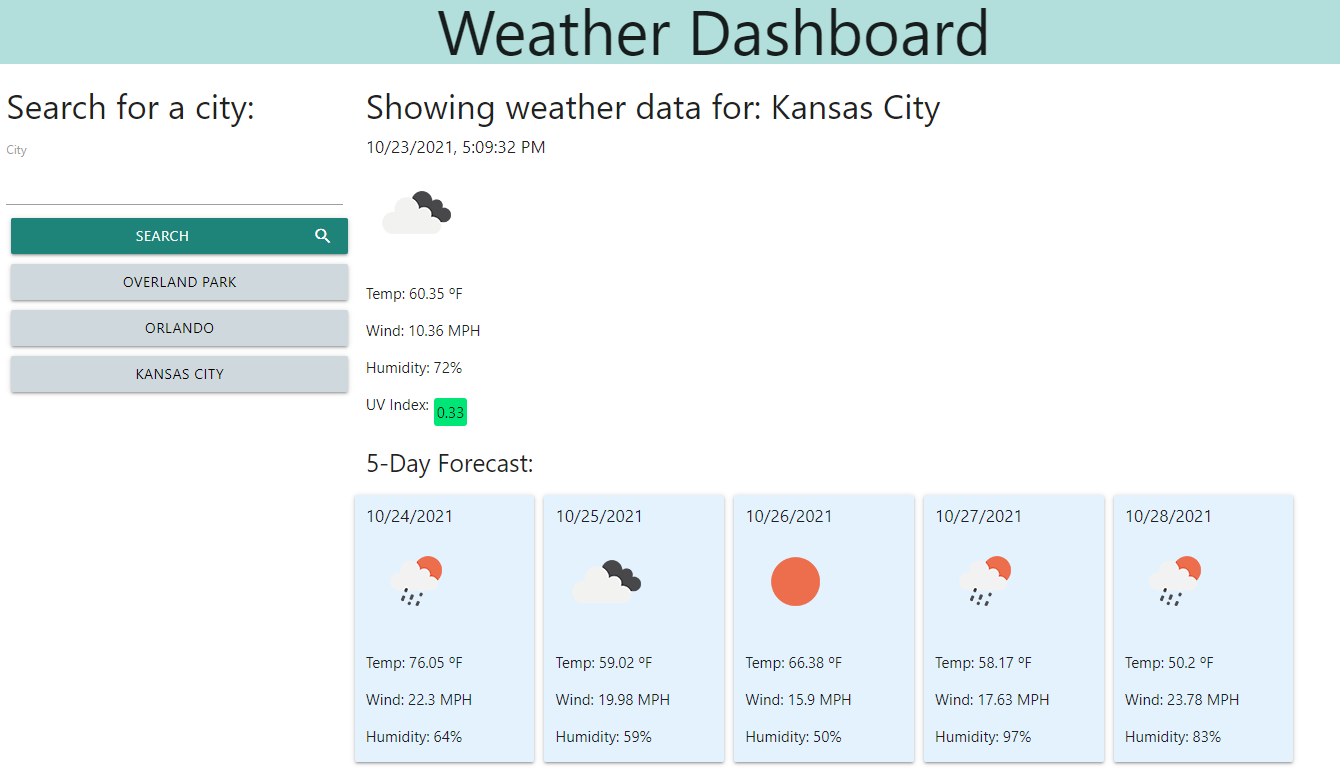 Weather Dashboard
Search for a city:
City
SEARCH
OVERLAND PARK
ORLANDO
KANSAS CITY
Showing weather data for: Kansas City
10/23/2021, 5:09:32 PM
Temp: 60.35 ºF
Wind: 10.36 MPH
Humidity: 72%
UV Index: 0.33
5-Day Forecast:
10/24/2021
Temp: 76.05 ºF
Wind: 22.3 MPH
Humidity: 64%
10/25/2021
Temp: 59.02 ºF
Wind: 19.98 MPH
Humidity: 59%
10/26/2021
Temp: 66.38 ºF
Wind: 15.9 MPH
Humidity: 50%
10/27/2021
Temp: 58.17 ºF
Wind: 17.63 MPH
Humidity: 97%
10/28/2021
Temp: 50.2 ºF
Wind: 23.78 MPH
Humidity: 83%